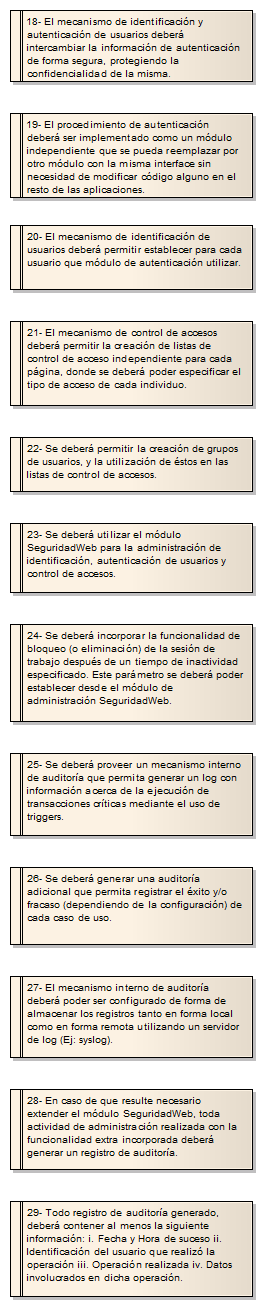 18- El mecanismo de identificación y
autenticación de usuarios deberá
intercambiar la información de autenticación
de forma segura, protegiendo la
confidencialidad de la misma.
19- El procedimiento de autenticación
deberá ser implementado como un módulo
independiente que se pueda reemplazar por
otro módulo con la misma interface sin
necesidad de modificar código alguno en el
resto de las aplicaciones.
20- El mecanismo de identificación de
usuarios deberá permitir establecer para cada
usuario que módulo de autenticación utilizar.
21- El mecanismo de control de accesos
deberá permitir la creación de listas de
control de acceso independiente para cada
página, donde se deberá poder especificar el
tipo de acceso de cada individuo.
22- Se deberá permitir la creación de grupos
de usuarios, y la utilización de éstos en las
listas de control de accesos.
23- Se deberá utilizar el módulo
SeguridadWeb para la administración de
identificación, autenticación de usuarios y
control de accesos.
24- Se deberá incorporar la funcionalidad de
bloqueo (o eliminación) de la sesión de
trabajo después de un tiempo de inactividad
especificado. Este parámetro se deberá poder
establecer desde el módulo de
administración SeguridadWeb.
25- Se deberá proveer un mecanismo interno
de auditoría que permita generar un log con
información acerca de la ejecución de
transacciones críticas mediante el uso de
triggers.
26- Se deberá generar una auditoría
adicional que permita registrar el éxito y/o
fracaso (dependiendo de la configuración) de
cada caso de uso.
27- El mecanismo interno de auditoría
deberá poder ser configurado de forma de
almacenar los registros tanto en forma local
como en forma remota utilizando un servidor
de log (Ej: syslog).
28- En caso de que resulte necesario
extender el módulo SeguridadWeb, toda
actividad de administración realizada con la
funcionalidad extra incorporada deberá
generar un registro de auditoría.
29- Todo registro de auditoría generado,
deberá contener al menos la siguiente
información: i. Fecha y Hora de suceso ii.
Identificación del usuario que realizó la
operación iii. Operación realizada iv. Datos
involucrados en dicha operación.